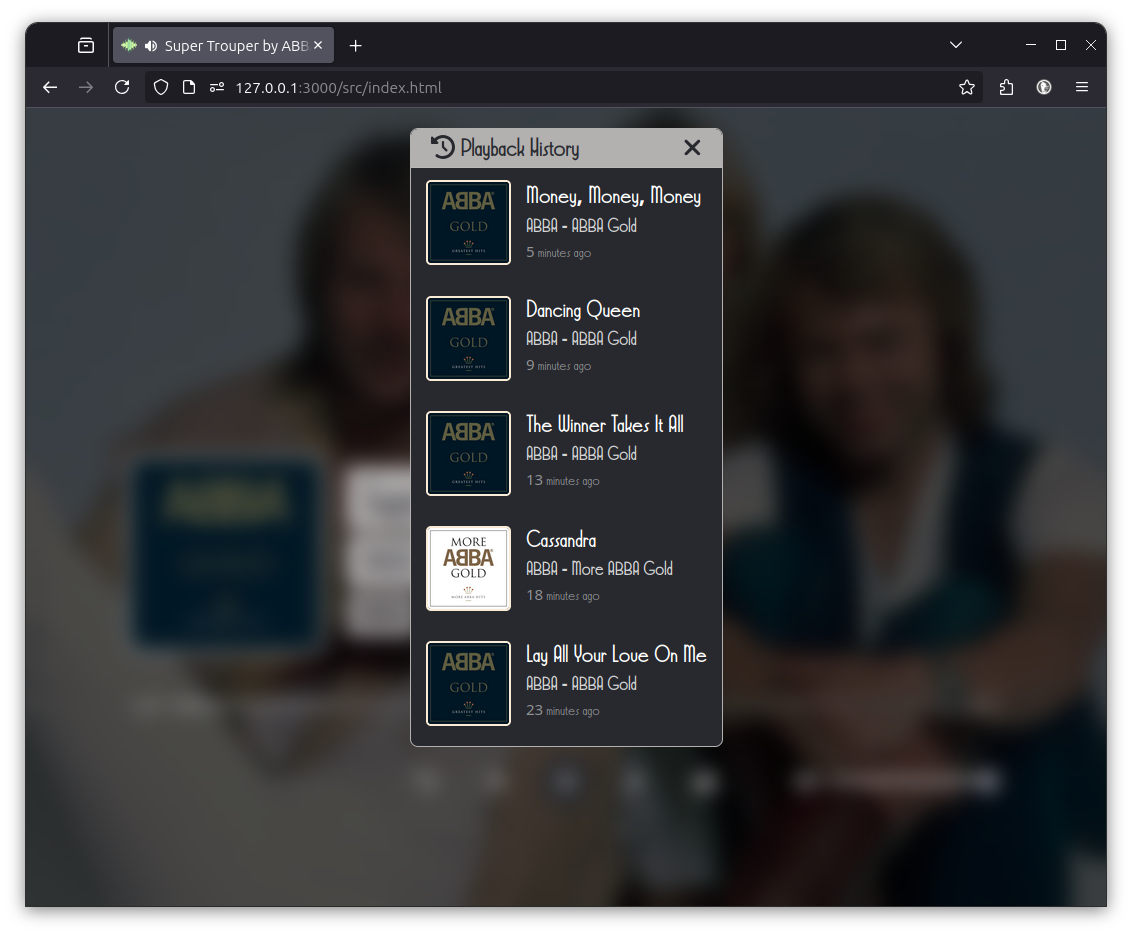 Super Trouper by ABB
127.0.0.1:3000/src/index.html
Playback History
ABBA
GOLD
GREATEST HITS
Money, Money, Money
ABBA - ABBA Gold
5 minutes ago
ABBA
GOLD
GREATEST HITS
Dancing Queen
ABBA - ABBA Gold
9 minutes ago
ABBA
GOLD
GREATEST HITS
The Winner Takes It All
ABBA - ABBA Gold
13 minutes ago
MORE
ABBA
GOLD
MORE ABBA HITS
Cassandra
ABBA - More ABBA Gold
18 minutes ago
ABBA
GOLD
GREATEST HITS
Lay All Your Love On Me
ABBA - ABBA Gold
23 minutes ago